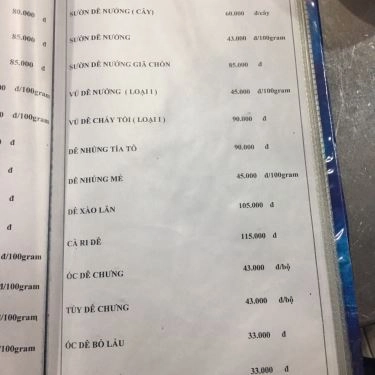 80.000 đ
85.000 đ
85.000 đ
đ/100gram
đ/100gram
đ
đ
đ
đ
đ/100gram
đ/100gram
đ/100gram
đ/100gram
SƯỜN DÊ NƯỚNG ( CÂY) 60.000 đ/cây
SƯỜN DÊ NƯỚNG 43.000 đ/100gram
SƯỜN DÊ NƯỚNG GIẢ CHỒN 85.000 đ
VÚ DÊ NƯỚNG ( LOẠI 1 ) 45.000 đ/100gram
VÚ DÊ CHÁY TỎI ( LOẠI 1 ) 90.000 đ
DÊ NHÚNG TÍA TÔ 90.000 đ
DÊ NHÚNG MẺ 45.000 đ/100gram
DÊ XÀO LĂN 105.000 đ
CÀ RI DÊ 115.000 đ
ÓC DÊ CHƯNG 43.000 đ/bộ
TỦY DÊ CHƯNG 43.000 đ/bộ
ÓC DÊ BỎ LẨU 33.000 đ
33.000 đ